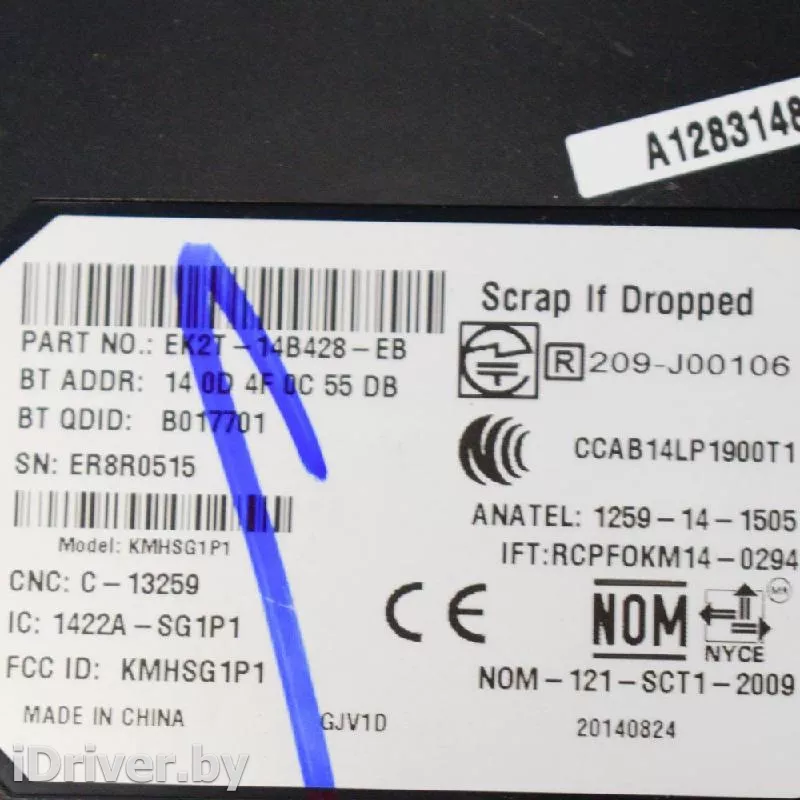 A1283148
Scrap If Dropped
PART NO.: EK2T-14B428-EB
BT ADDR: 14 0D 4F 0C 55 DB
R 209-J00106
BT QDID: B017701
CCAB14LP1900T1
SN: ER8R0515
ANATEL: 1259-14-1505
Model: KMHSG1P1
IFT:RCPFOKM14-0294
CNC: C-13259
CE
NOM
IC: 1422A-SG1P1
NYCE
FCC ID: KMHSG1P1
NOM-121-SCT1-2009
MADE IN CHINA
GJV1D
20140824
iDriver.by